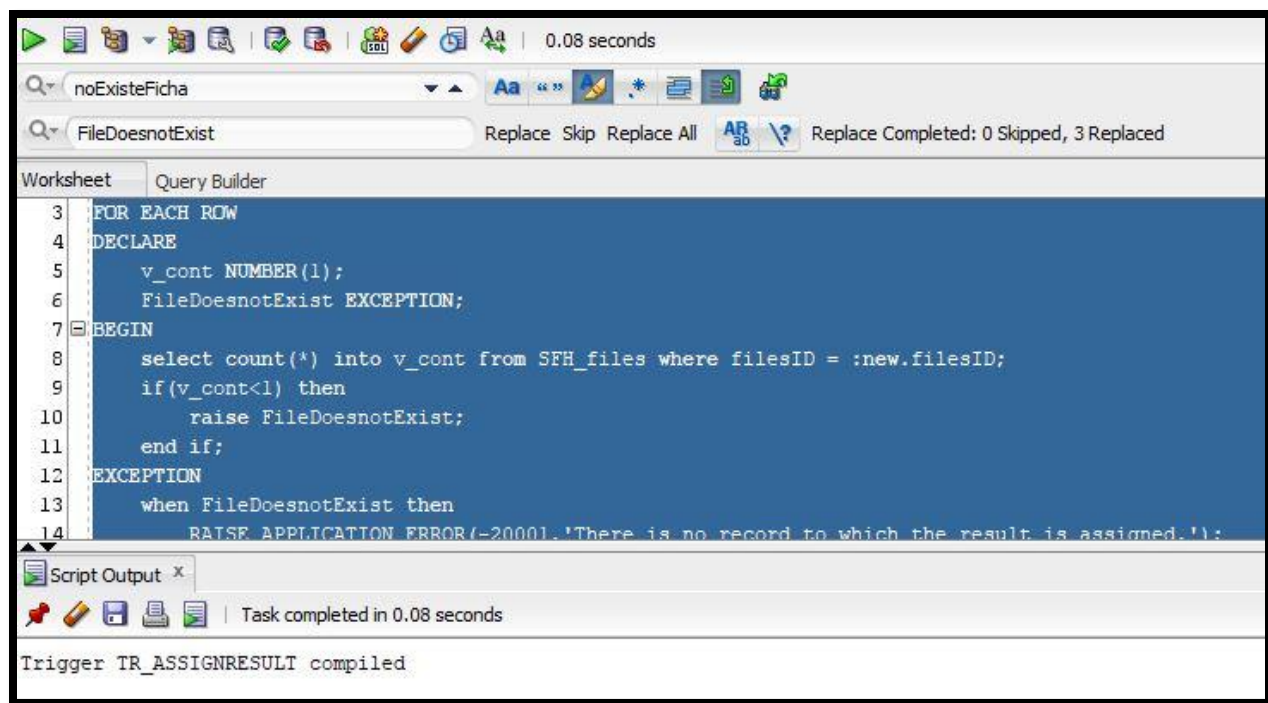 0.08 seconds
noExisteFicha Aa “ ” .*
FileDoesnotExist Replace Skip Replace All AB ab \? Replace Completed: 0 Skipped, 3 Replaced
Worksheet Query Builder
3 FOR EACH ROW
4 DECLARE
5 v_cont NUMBER(1);
6 FileDoesnotExist EXCEPTION;
7 BEGIN
8 select count(*) into v_cont from SFH_files where filesID = :new.filesID;
9 if(v_cont<1) then
10 raise FileDoesnotExist;
11 end if;
12 EXCEPTION
13 when FileDoesnotExist then
14 RAISE_APPLICATION_ERROR(-20001,'There is no record to which the result is assigned.');
Script Output x
Task completed in 0.08 seconds
Trigger TR_ASSIGNRESULT compiled